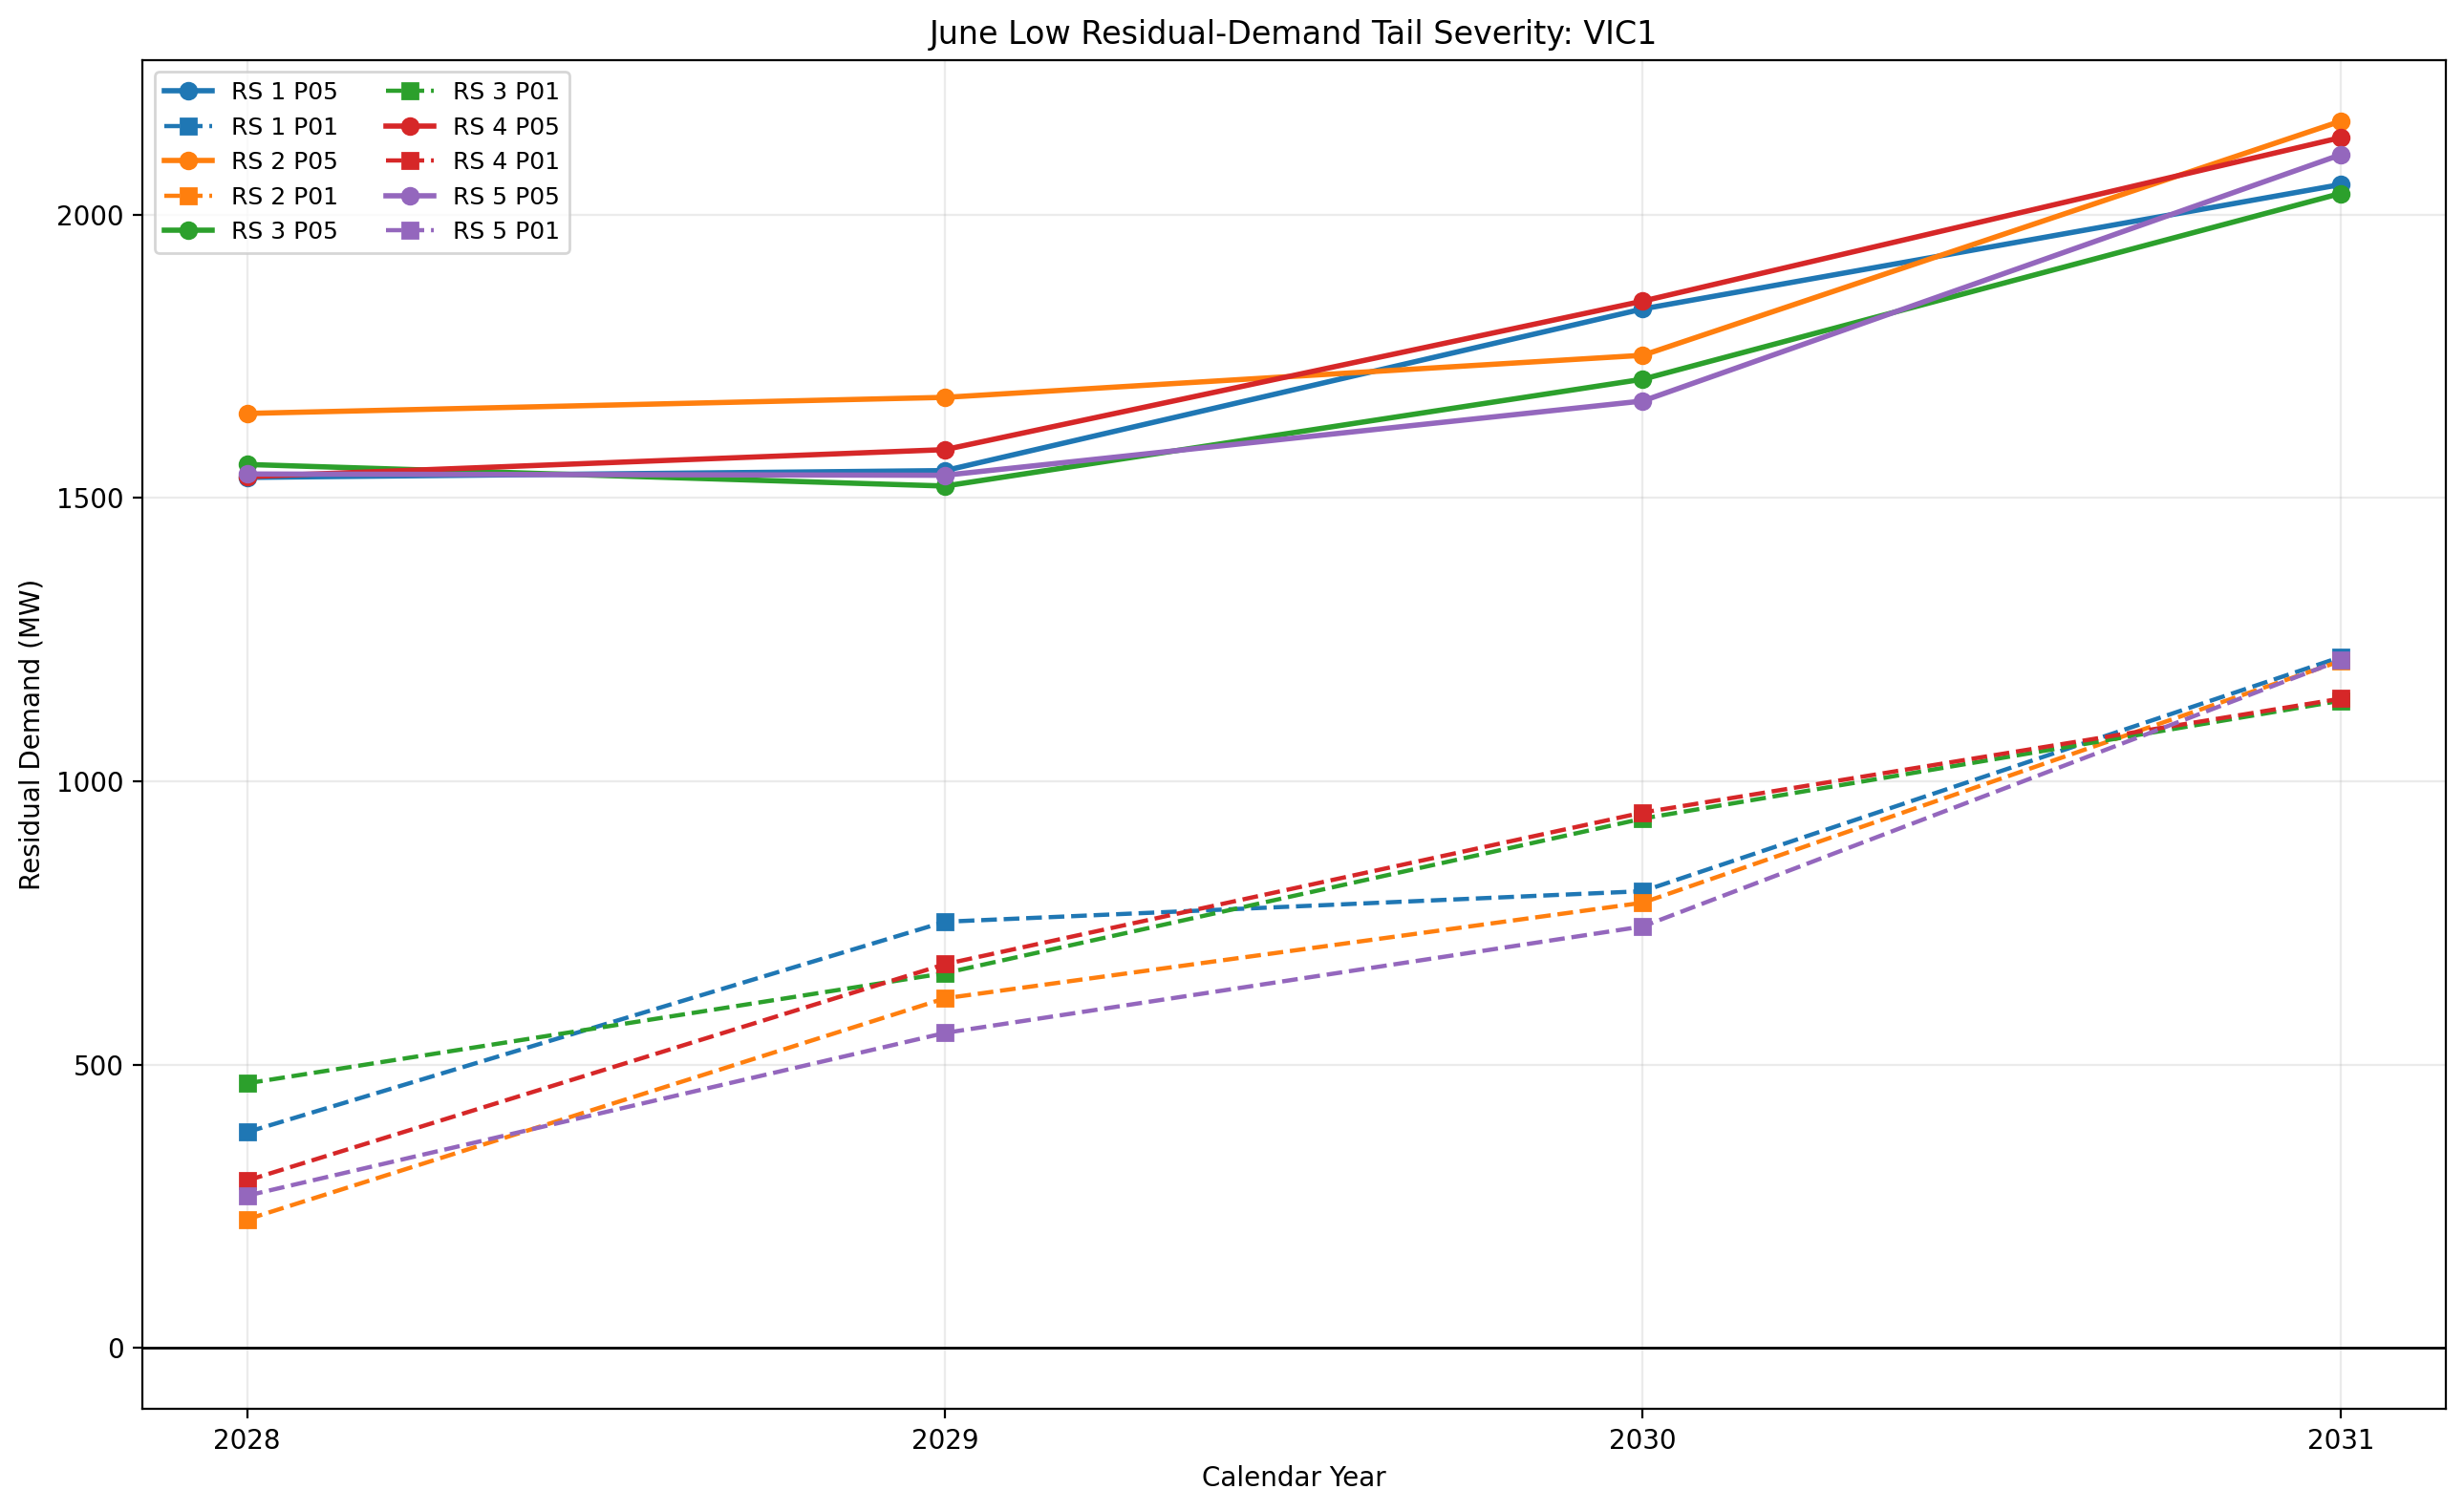 June Low Residual-Demand Tail Severity: VIC1
RS 1 P05
RS 1 P01
RS 2 P05
RS 2 P01
RS 3 P05
RS 3 P01
RS 4 P05
RS 4 P01
RS 5 P05
RS 5 P01
Residual Demand (MW)
2000
1500
1000
500
0
2028 2029 2030 2031
Calendar Year